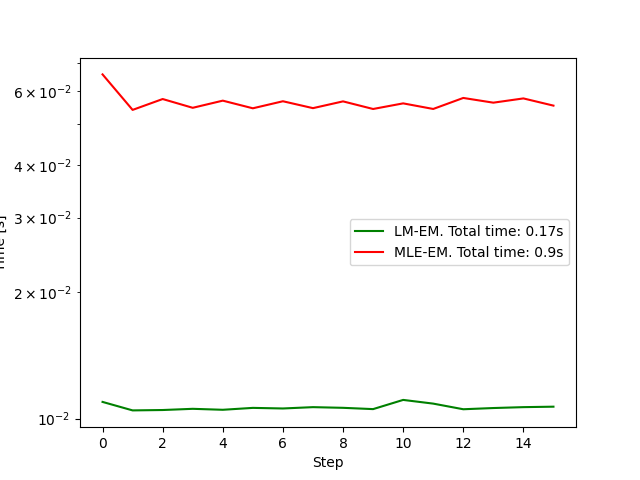 6 × 10⁻²
4 × 10⁻²
3 × 10⁻²
2 × 10⁻²
10⁻²
Time [s]
LM-EM. Total time: 0.17s
MLE-EM. Total time: 0.9s
0 2 4 6 8 10 12 14
Step